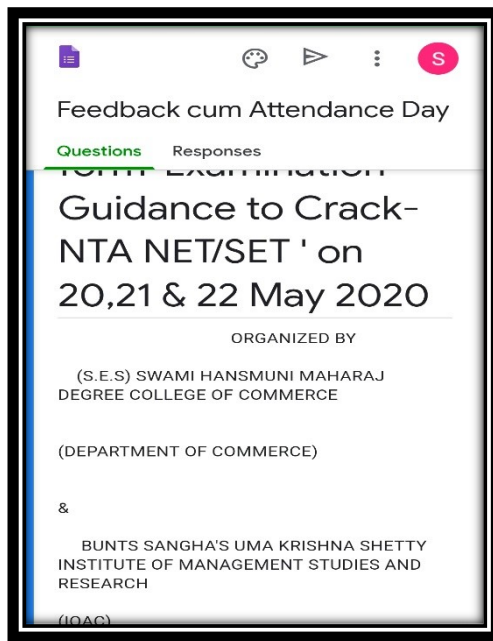 S
Feedback cum Attendance Day
Questions Responses
Examination
Guidance to Crack-
NTA NET/SET ' on
20,21 & 22 May 2020
ORGANIZED BY
(S.E.S) SWAMI HANSMUNI MAHARAJ
DEGREE COLLEGE OF COMMERCE
(DEPARTMENT OF COMMERCE)
&
BUNTS SANGHA'S UMA KRISHNA SHETTY
INSTITUTE OF MANAGEMENT STUDIES AND
RESEARCH
(IQAC)